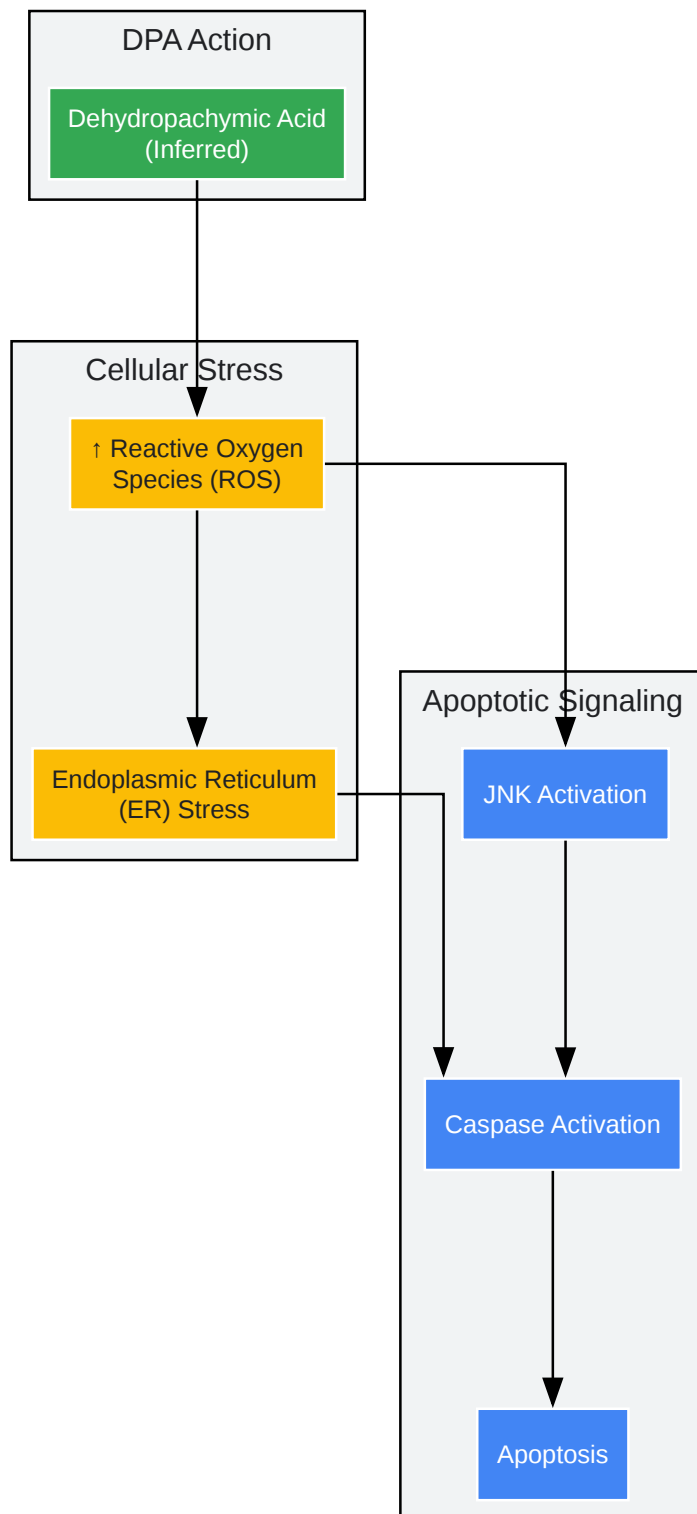 DPA Action
Dehydropachymic Acid
(Inferred)
Cellular Stress
↑ Reactive Oxygen
Species (ROS)
Endoplasmic Reticulum
(ER) Stress
Apoptotic Signaling
JNK Activation
Caspase Activation
Apoptosis